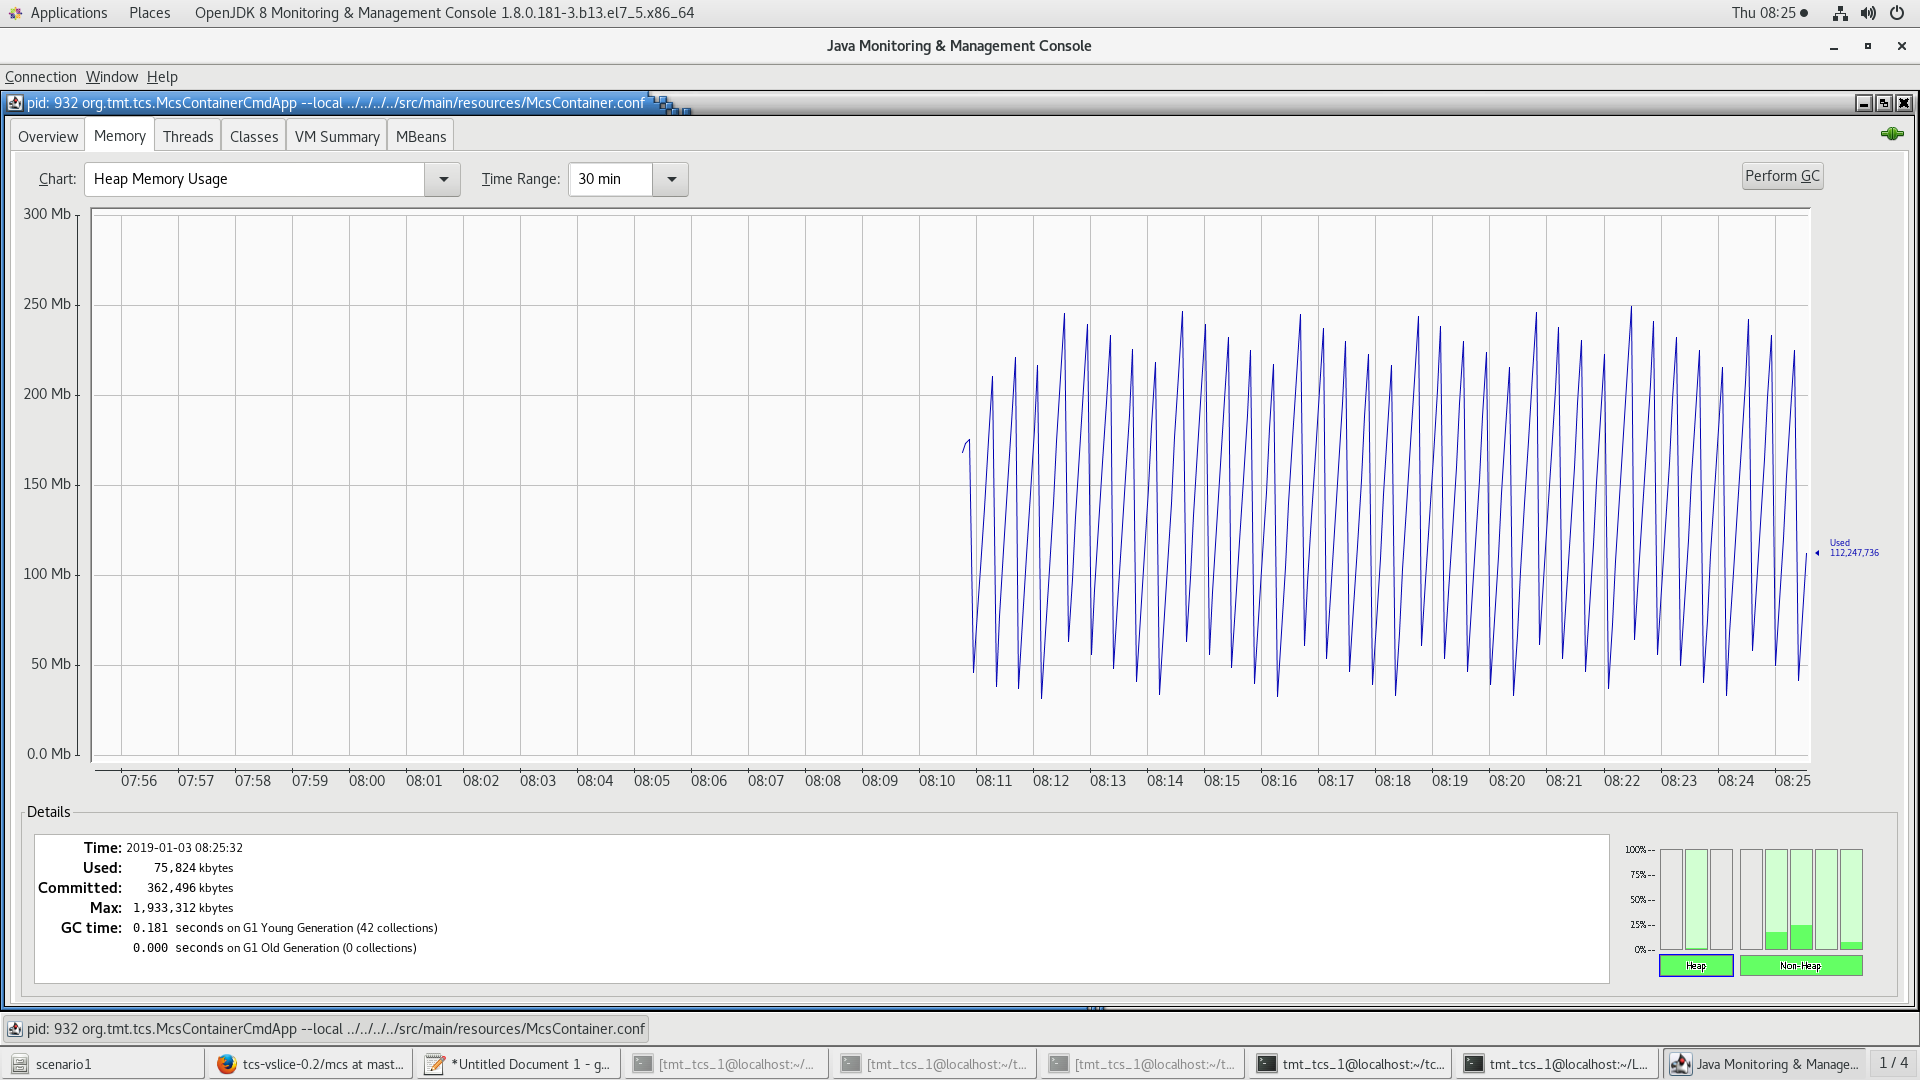 Applications Places OpenJDK 8 Monitoring & Management Console 1.8.0.181-3.b13.el7_5.x86_64 Thu 08:25
Java Monitoring & Management Console
Connection Window Help
pid: 932 org.tmt.tcs.McsContainerCmdApp --local ../../../../src/main/resources/McsContainer.conf
Overview Memory Threads Classes VM Summary MBeans
Chart: Heap Memory Usage Time Range: 30 min Perform GC
300 Mb
250 Mb
200 Mb
150 Mb
100 Mb
50 Mb
0.0 Mb
Used
112,247,736
07:56 07:57 07:58 07:59 08:00 08:01 08:02 08:03 08:04 08:05 08:06 08:07 08:08 08:09 08:10 08:11 08:12 08:13 08:14 08:15 08:16 08:17 08:18 08:19 08:20 08:21 08:22 08:23 08:24 08:25
Details
Time: 2019-01-03 08:25:32
Used: 75,824 kbytes
Committed: 362,496 kbytes
Max: 1,933,312 kbytes
GC time: 0.181 seconds on G1 Young Generation (42 collections)
0.000 seconds on G1 Old Generation (0 collections)
100%--
75%--
50%--
25%--
0%--
Heap Non-Heap
pid: 932 org.tmt.tcs.McsContainerCmdApp --local ../../../../src/main/resources/McsContainer.conf
scenario1 tcs-vslice-0.2/mcs at mast... *Untitled Document 1 - g... [tmt_tcs_1@localhost:~/... [tmt_tcs_1@localhost:~/t... [tmt_tcs_1@localhost:~/t... tmt_tcs_1@localhost:~/tc... tmt_tcs_1@localhost:~/L... Java Monitoring & Manage... 1 / 4